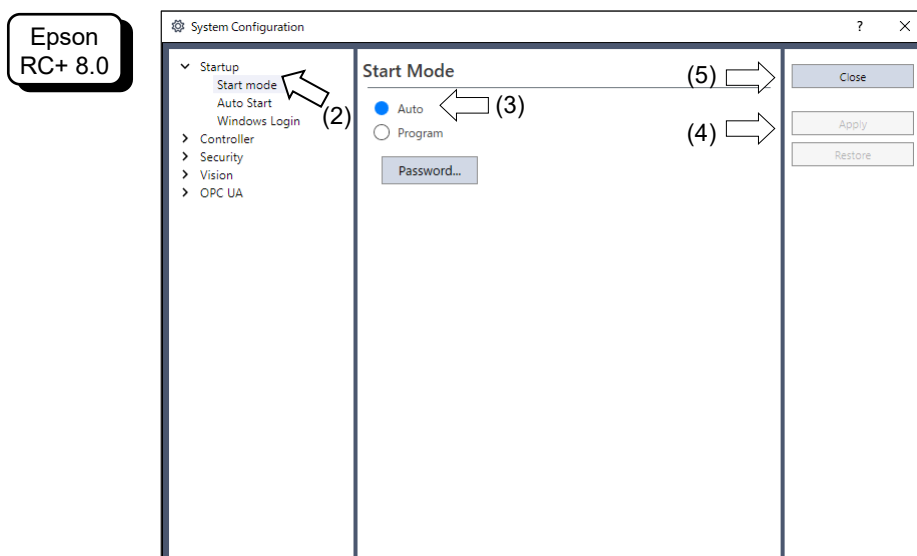 Epson
RC+ 8.0
System Configuration
?
Startup
Start mode
Auto Start
Windows Login
Controller
Security
Vision
OPC UA
(2)
Start Mode
Auto
(3)
Program
Password...
(5)
Close
(4)
Apply
Restore